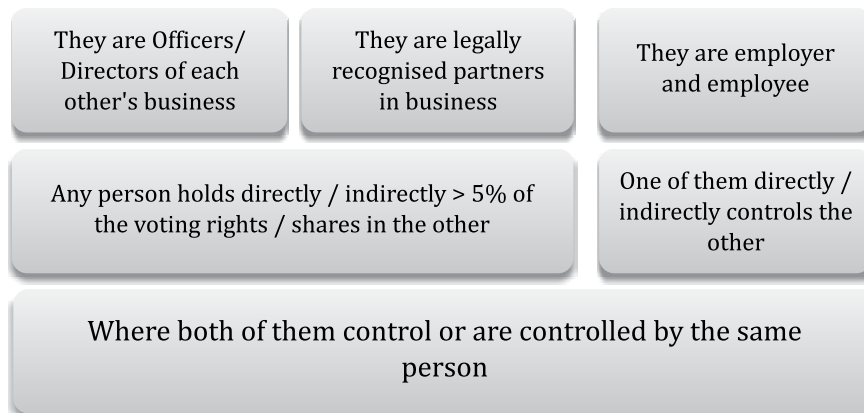 They are Officers/
Directors of each
other's business
They are legally
recognised partners
in business
They are employer
and employee
Any person holds directly / indirectly > 5% of
the voting rights / shares in the other
One of them directly /
indirectly controls the
other
Where both of them control or are controlled by the same
person